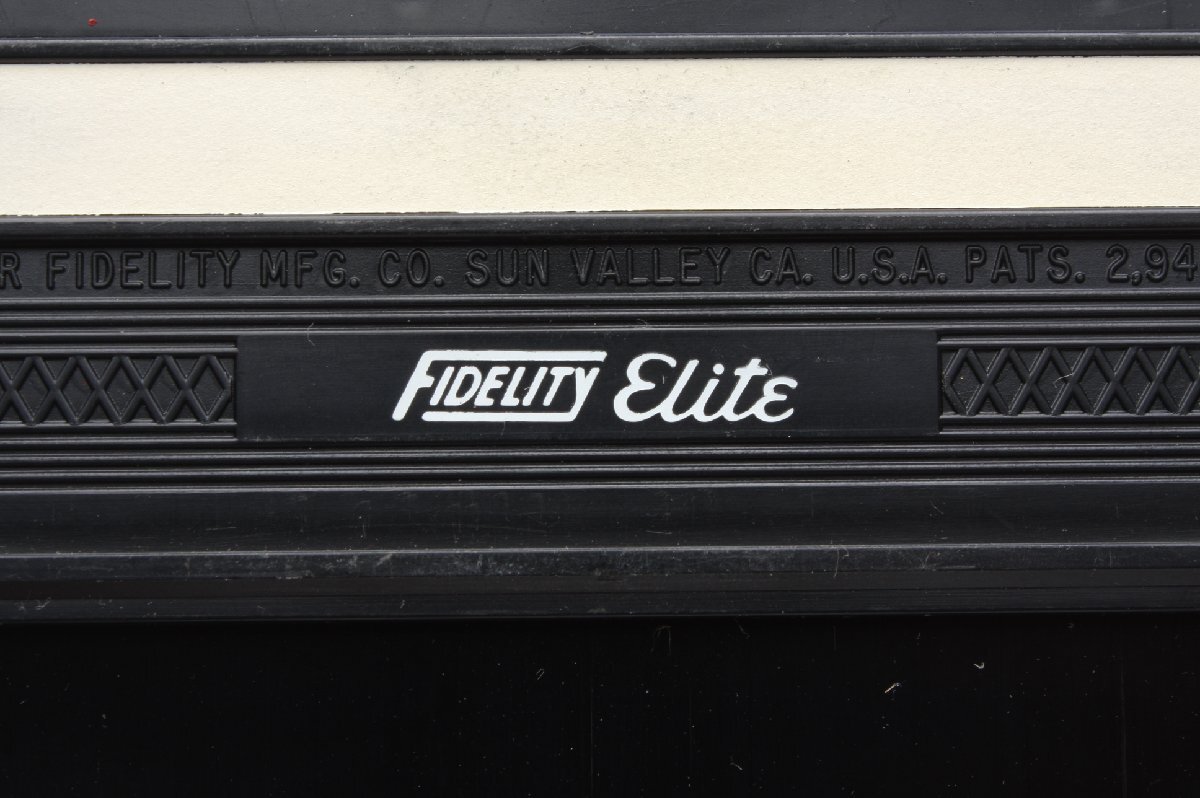 R FIDELITY MFG. CO. SUN VALLEY CA. U.S.A. PATS. 2,94
FIDELITY Elite